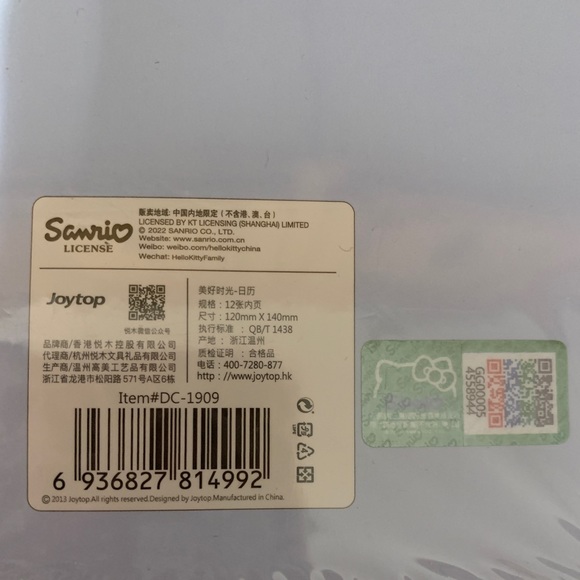 Sanrio
LICENSE
版卖地域: 中国内地限定（不含港、澳、台）
LICENSED BY KT LICENSING (SHANGHAI) LIMITED
© 2022 SANRIO CO., LTD.
Website: www.sanrio.com.cn
Weibo: weibo.com/hellokittychina
Wechat: HelloKittyFamily
Joytop
悦木微信公众号
品牌商/香港悦木控股有限公司
代理商/杭州悦木文具礼品有限公司
生产商/温州高美工艺品有限公司
浙江省龙港市松阳路571号A区6栋
美好时光-日历
规格：12张内页
尺寸：120mm X 140mm
执行标准 ：QB/T 1438
产地 ：浙江温州
质检证明 ：合格品
电话：400-7280-877
http：//www.joytop.hk
Item#DC-1909
6 936827 814992
© 2013 Joytop.All rights reserved.Designed by Joytop.Manufactured in China.